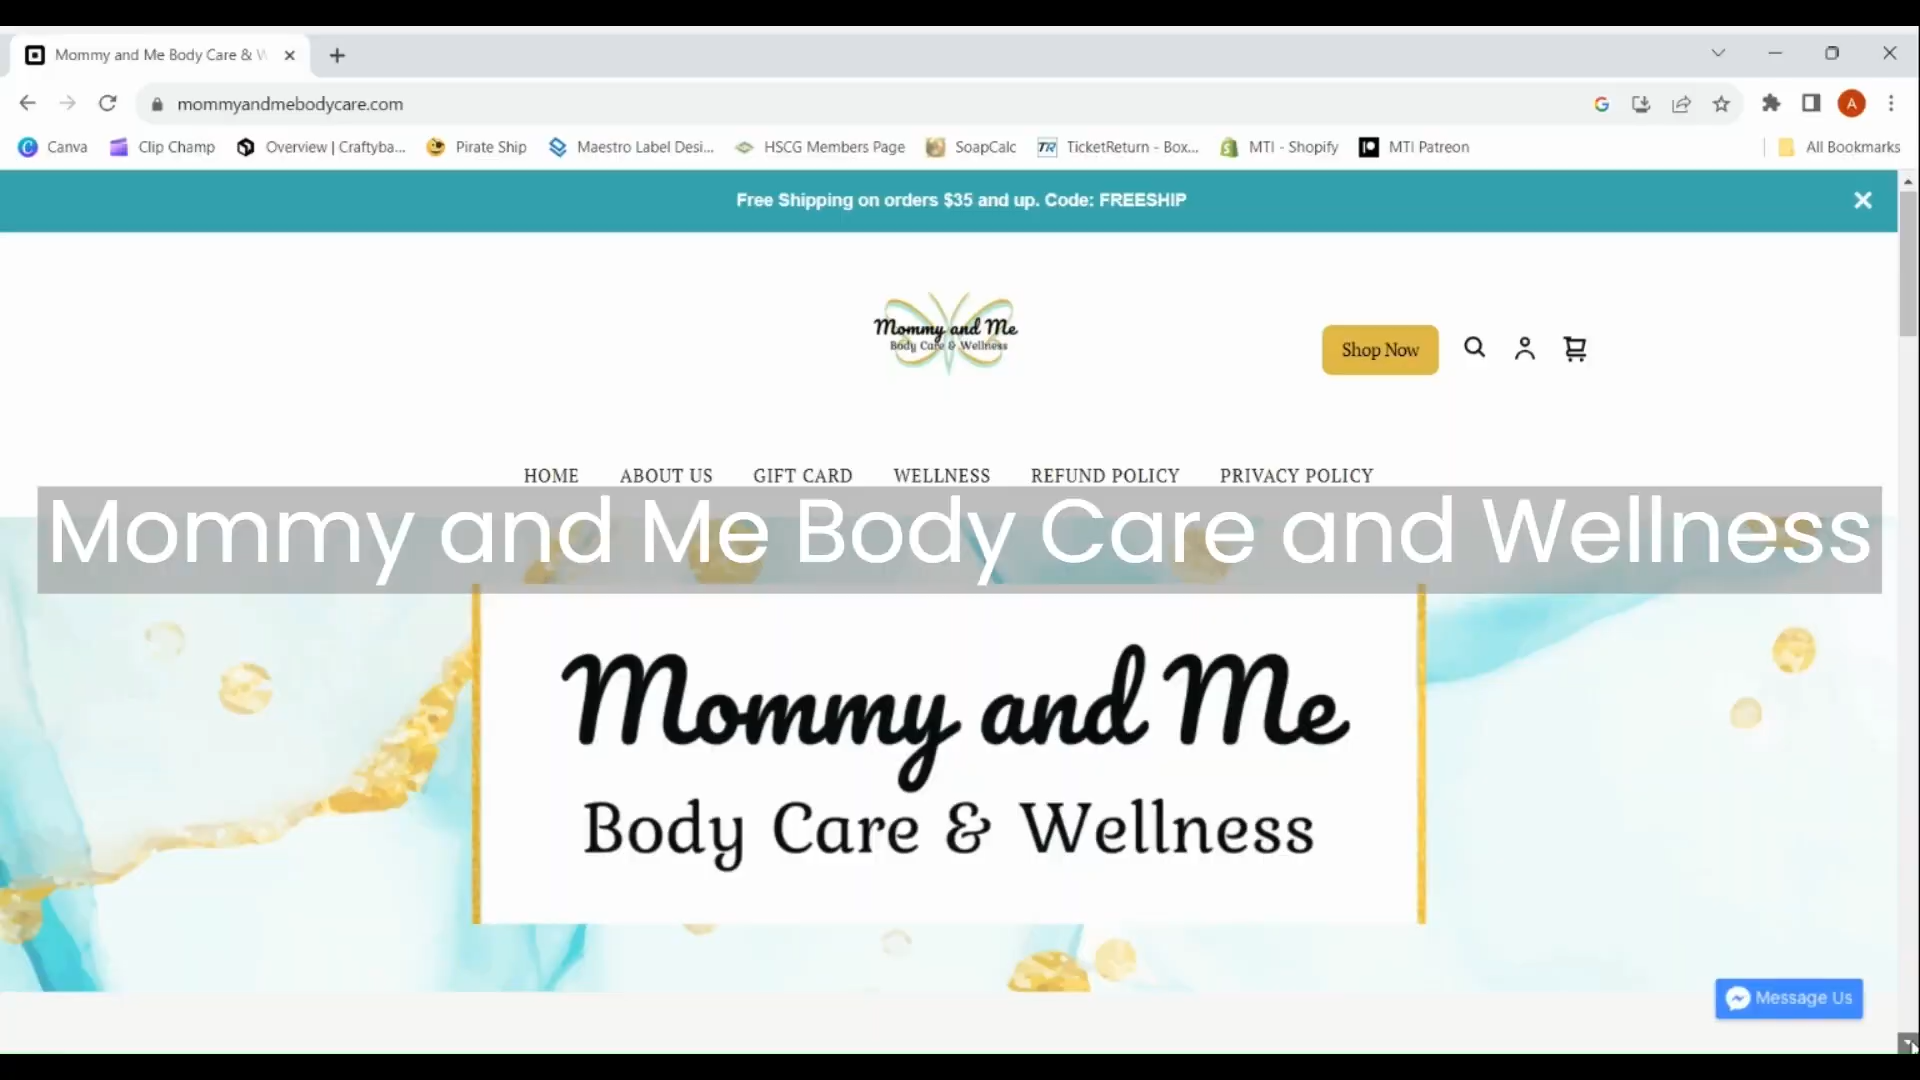 Mommy and Me Body Care & W
mommyandmebodycare.com
A
Canva Clip Champ Overview | Craftyba... Pirate Ship Maestro Label Desi... HSCG Members Page SoapCalc TicketReturn - Box... MTI - Shopify MTI Patreon All Bookmarks
Free Shipping on orders $35 and up. Code: FREESHIP
Mommy and Me
Body Care & Wellness
Shop Now
HOME ABOUT US GIFT CARD WELLNESS REFUND POLICY PRIVACY POLICY
Mommy and Me Body Care and Wellness
Mommy and Me
Body Care & Wellness
Message Us